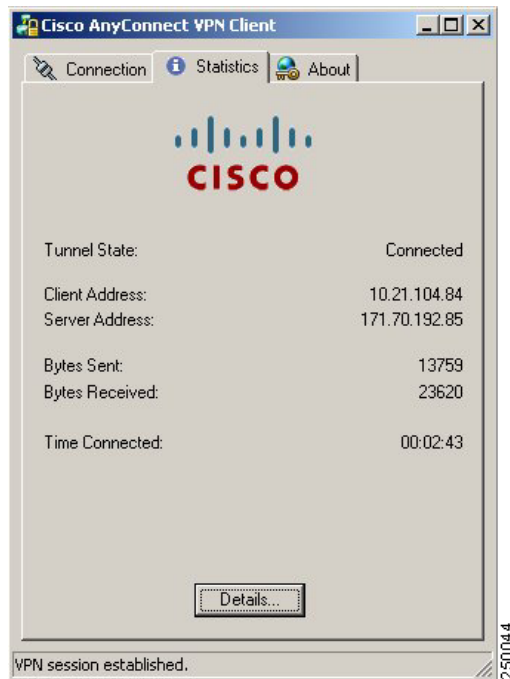 Cisco AnyConnect VPN Client
Connection Statistics About
CISCO
Tunnel State: Connected
Client Address: 10.21.104.84
Server Address: 171.70.192.85
Bytes Sent: 13759
Bytes Received: 23620
Time Connected: 00:02:43
Details...
VPN session established.
250044